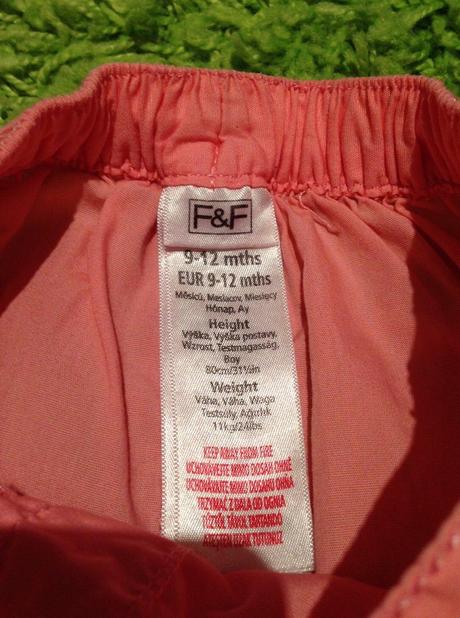 F&F
9-12 mths
EUR 9-12 mths
Měsíců, Mesiacov, Miesięcy
Hónap, Ay
Height
Výška, Výška postavy,
Wzrost, Testmagasság,
Boy
80cm/31½in
Weight
Váha, Váha, Waga
Testsúly, Ağırlık
11kg/24lbs
KEEP AWAY FROM FIRE
UCHOVÁVEJTE MIMO DOSAH OHNĚ
UCHOVÁVAJTE MIMO DOSAHU OHŇA
TRZYMAĆ Z DALA OD OGNIA
TŰZTŐL TÁVOL TARTANDÓ
ATEŞTEN UZAK TUTUNUZ